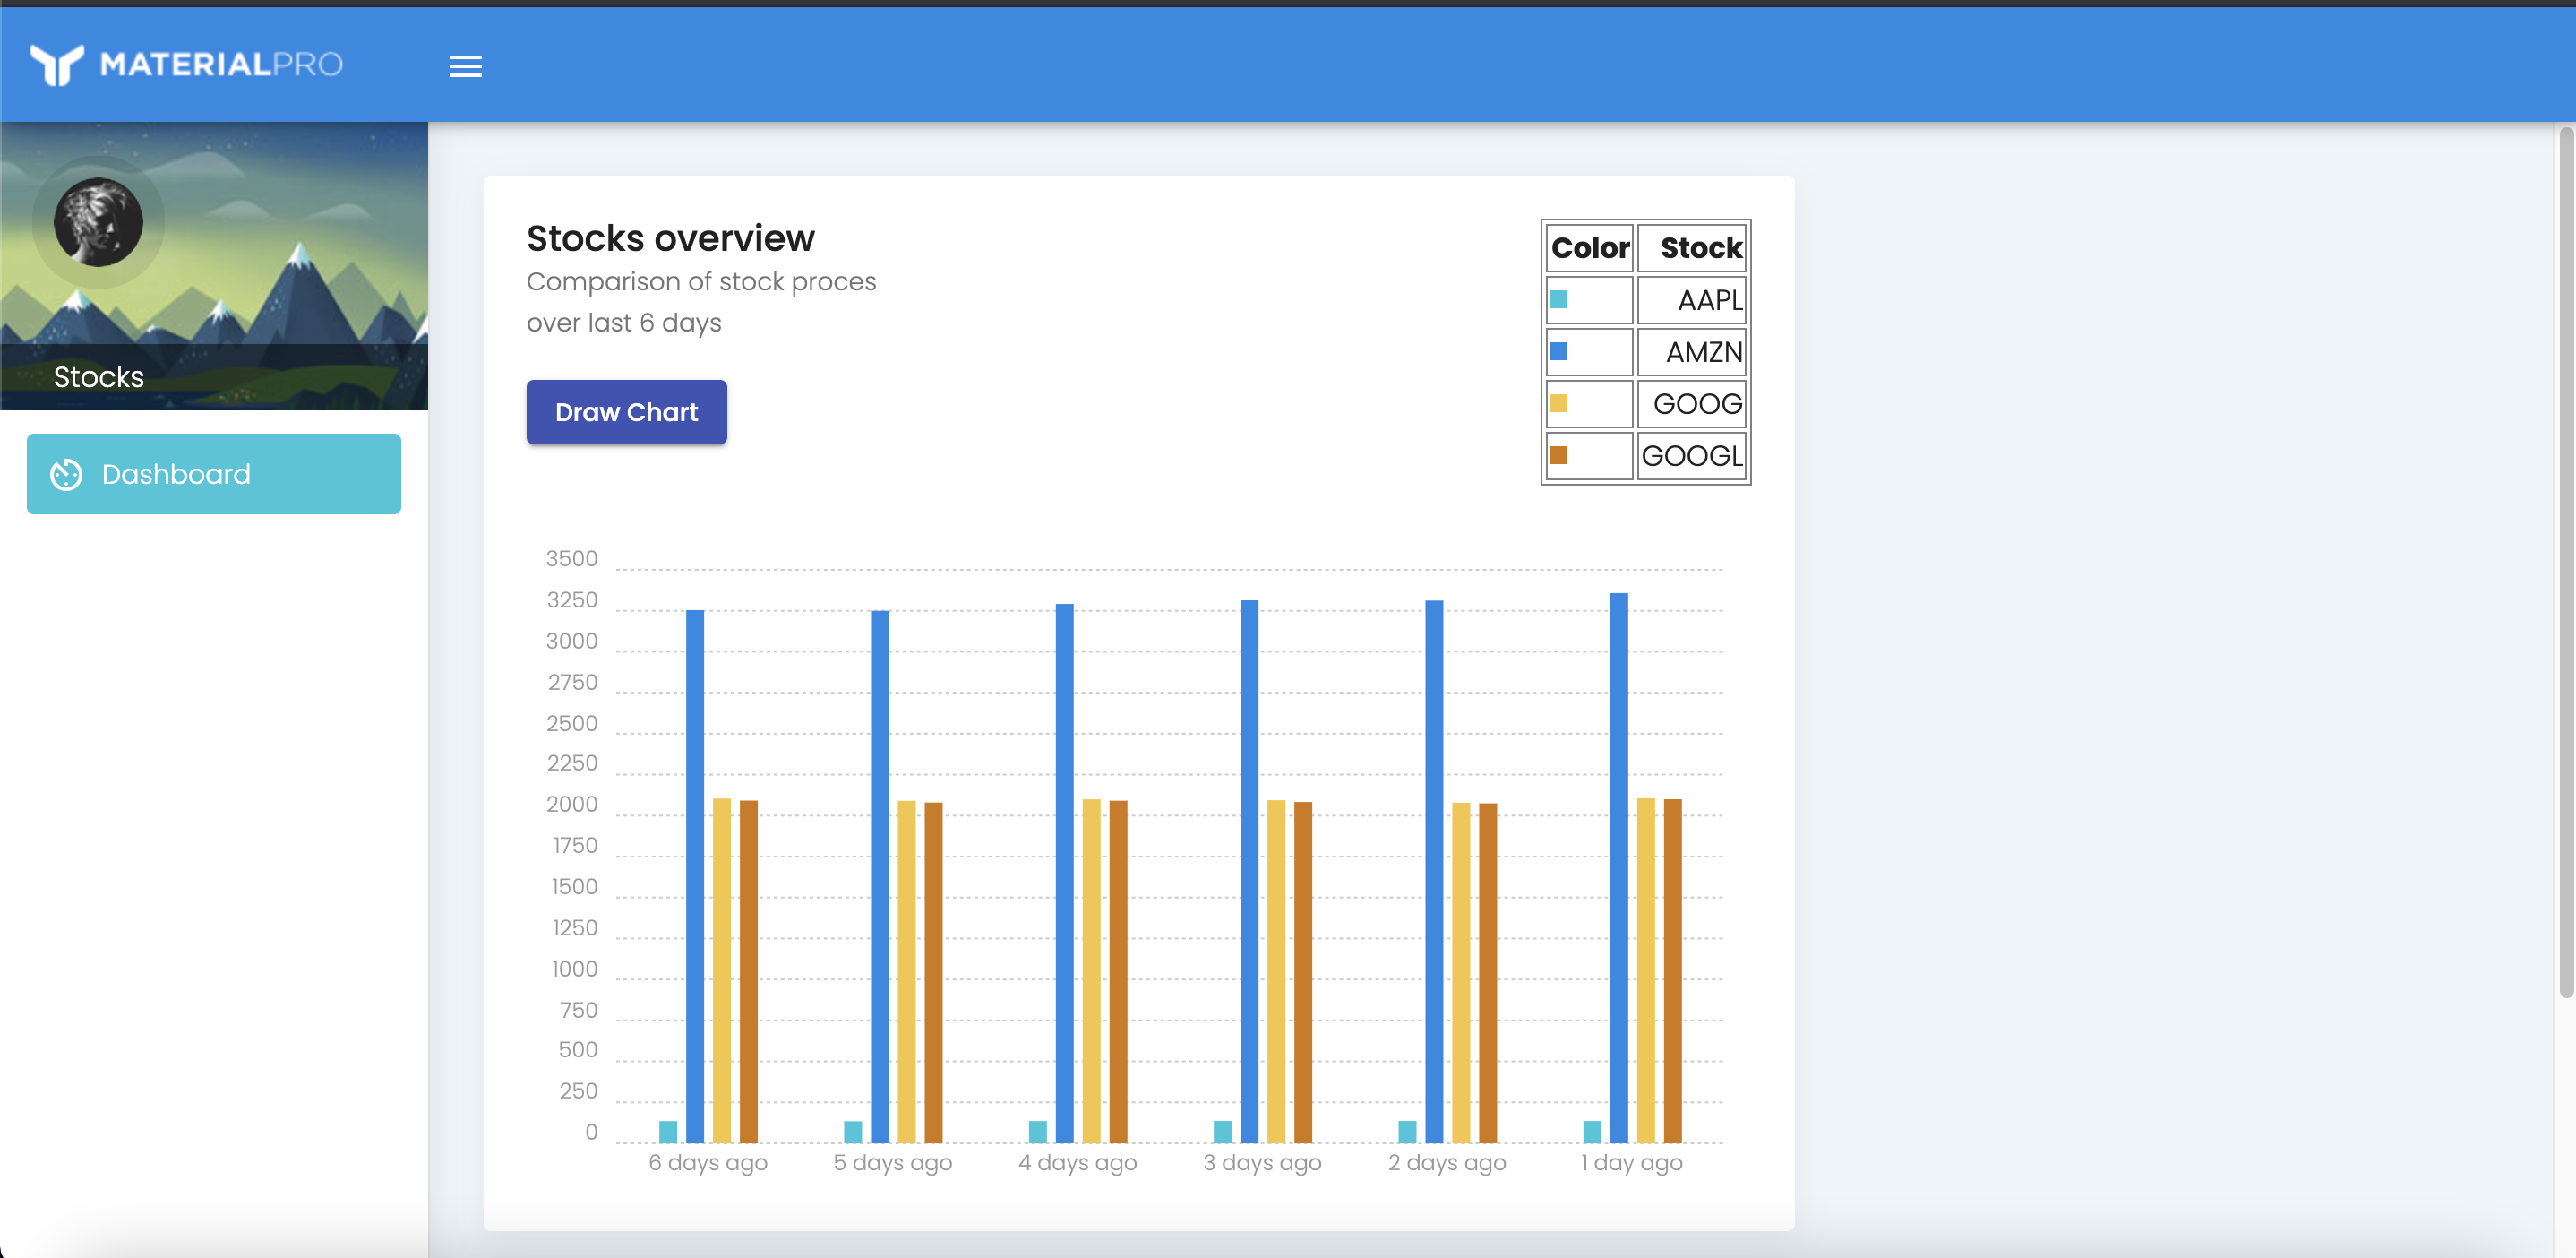 MATERIALPRO
Stocks
Dashboard
Stocks overview
Comparison of stock proces
over last 6 days
Draw Chart
Color Stock
AAPL
AMZN
GOOG
GOOGL
3500
3250
3000
2750
2500
2250
2000
1750
1500
1250
1000
750
500
250
0
6 days ago 5 days ago 4 days ago 3 days ago 2 days ago 1 day ago